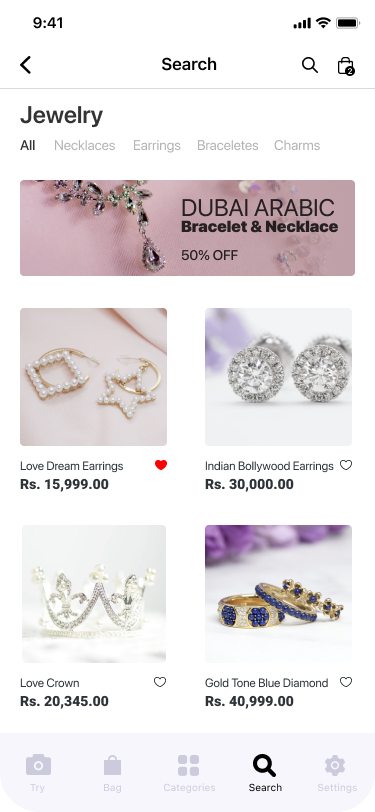 9:41
Search
2
Jewelry
All Necklaces Earrings Braceletes Charms
DUBAI ARABIC
Bracelet & Necklace
50% OFF
Love Dream Earrings
Rs. 15,999.00
Indian Bollywood Earrings
Rs. 30,000.00
Love Crown
Rs. 20,345.00
Gold Tone Blue Diamond
Rs. 40,999.00
Try Bag Categories Search Settings